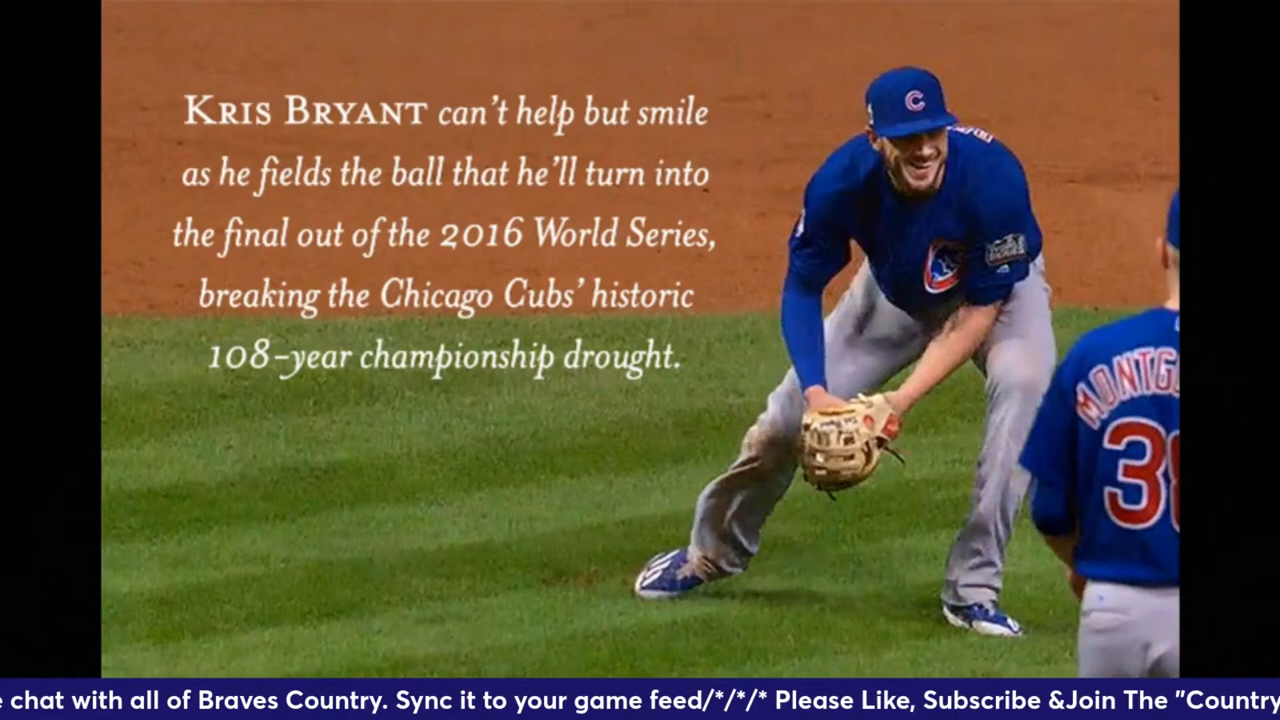 KRIS BRYANT can't help but smile
as he fields the ball that he'll turn into
the final out of the 2016 World Series,
breaking the Chicago Cubs' historic
108-year championship drought.
C
MONTG
38
e chat with all of Braves Country. Sync it to your game feed/*/*/* Please Like, Subscribe &Join The "Country